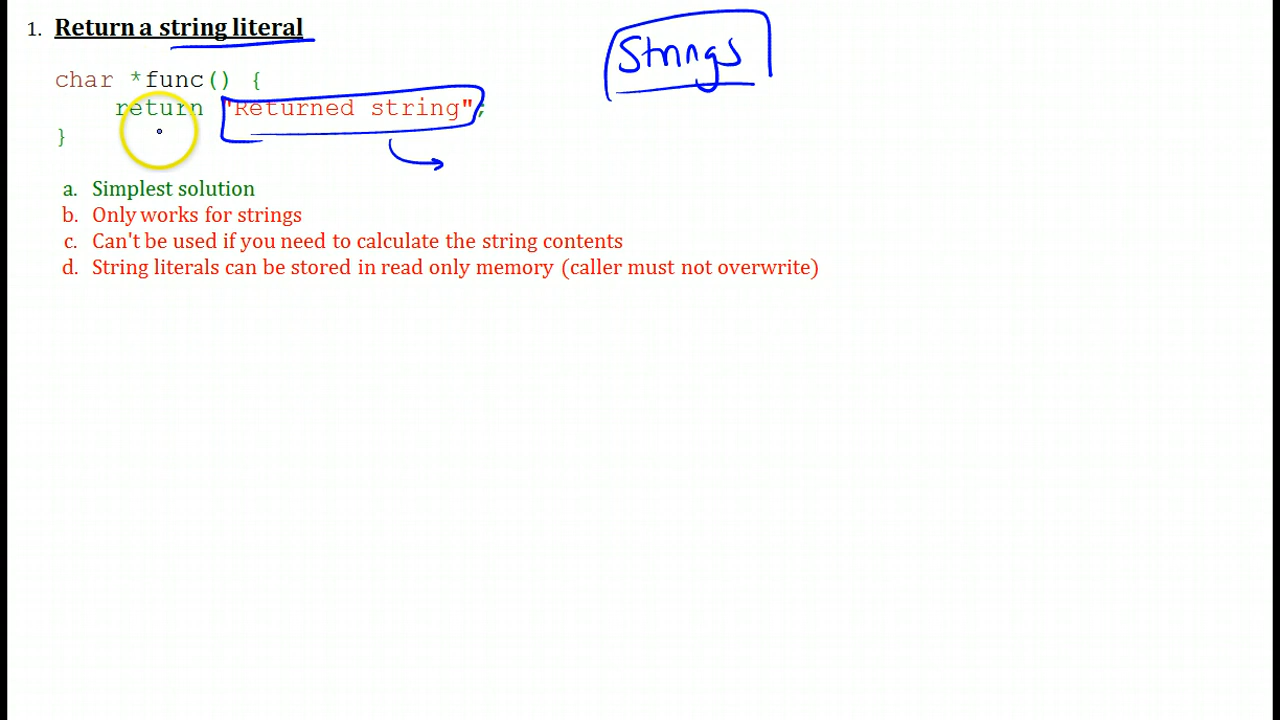 1. Return a string literal
Strings
char *func() {
return "Returned string";
}
a. Simplest solution
b. Only works for strings
c. Can't be used if you need to calculate the string contents
d. String literals can be stored in read only memory (caller must not overwrite)